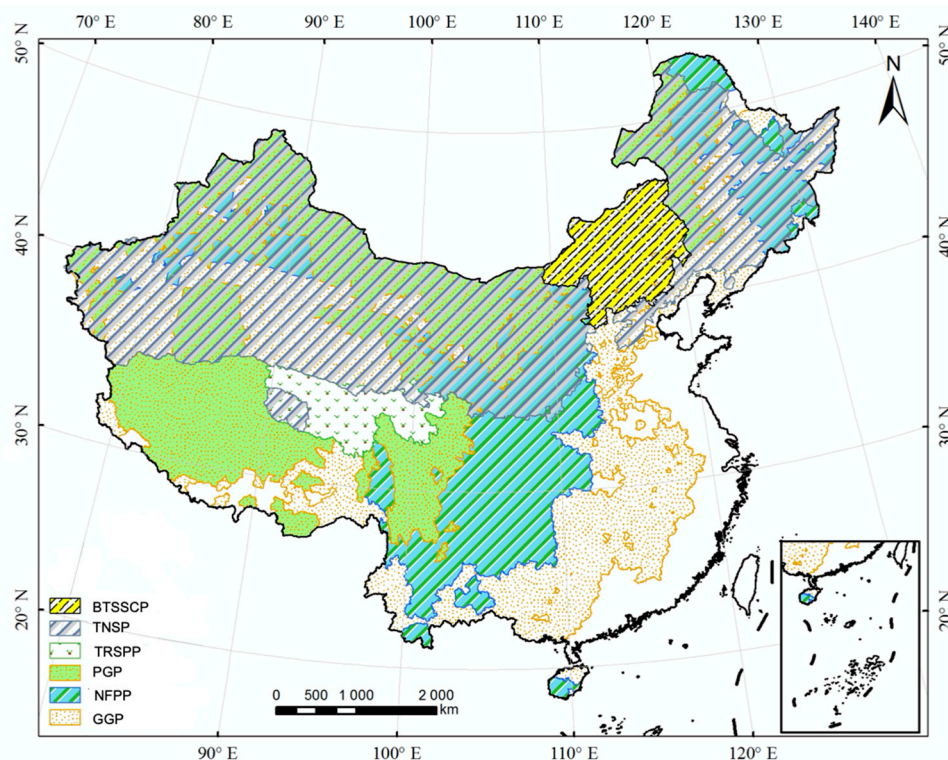 70° E 80° E 90° E 100° E 110° E 120° E 130° E 140° E
50° N
50° N
N
40° N
40° N
30° N
30° N
20° N
20° N
BTSSCP
TNSP
TRSPP
PGP
NFPP
GGP
0 500 1 000 2 000
km
90° E 100° E 110° E 120° E